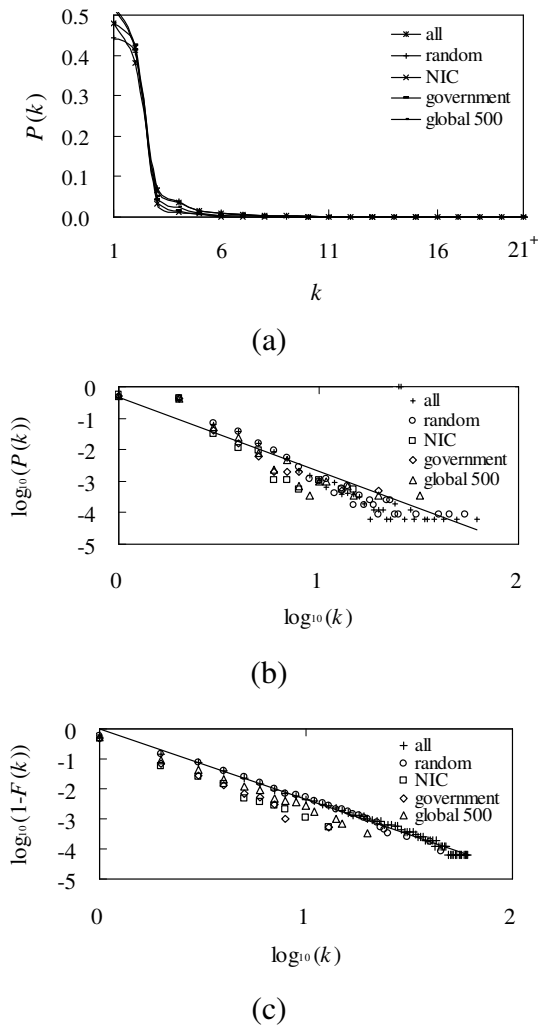 0.5
0.4
0.3
0.2
0.1
0.0
P(k)
all
random
NIC
government
global 500
1 6 11 16 21+
k
(a)
0
-1
-2
-3
-4
-5
log10(P(k))
all
random
NIC
government
global 500
0 1 2
log10(k)
(b)
0
-1
-2
-3
-4
-5
log10(1-F(k))
all
random
NIC
government
global 500
0 1 2
log10(k)
(c)